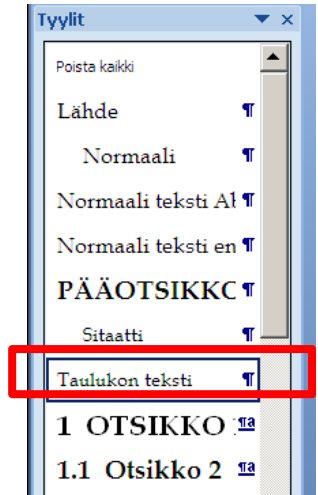 Tyylit
Poista kaikki
Lähde ¶
Normaali ¶
Normaali teksti Al ¶
Normaali teksti en ¶
PÄÄOTSIKKO ¶
Sitaatti ¶
Taulukon teksti ¶
1 OTSIKKO ¶a
1.1 Otsikko 2 ¶a